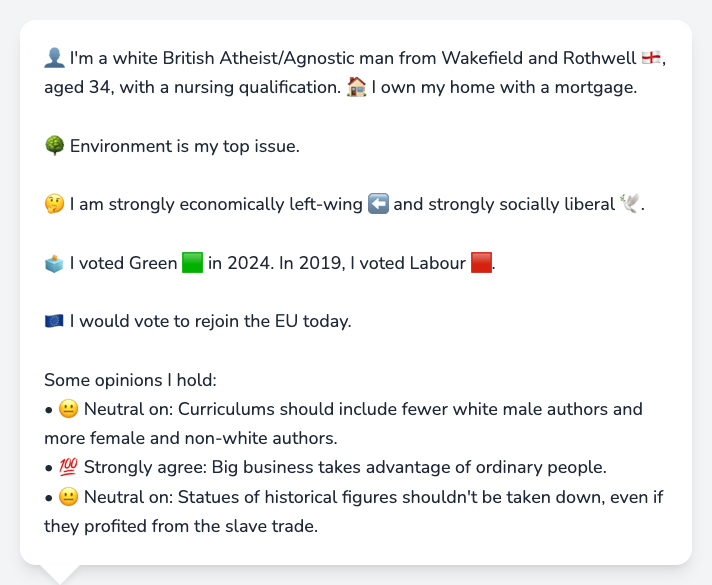 👤 I'm a white British Atheist/Agnostic man from Wakefield and Rothwell 🏴󠁧󠁢󠁥󠁮󠁧󠁿,
aged 34, with a nursing qualification. 🏠 I own my home with a mortgage.
🌳 Environment is my top issue.
🤔 I am strongly economically left-wing ⬅️ and strongly socially liberal 🕊️.
🗳️ I voted Green 🟩 in 2024. In 2019, I voted Labour 🟥.
🇪🇺 I would vote to rejoin the EU today.
Some opinions I hold:
• 😐 Neutral on: Curriculums should include fewer white male authors and
more female and non-white authors.
• 💯 Strongly agree: Big business takes advantage of ordinary people.
• 😐 Neutral on: Statues of historical figures shouldn't be taken down, even if
they profited from the slave trade.